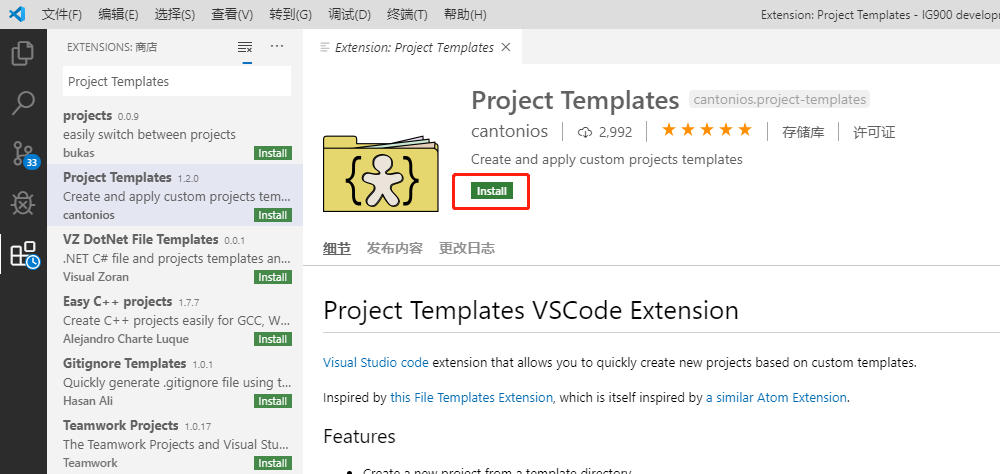 文件(F) 编辑(E) 选择(S) 查看(V) 转到(G) 调试(D) 终端(T) 帮助(H) Extension: Project Templates - IG900 develop
EXTENSIONS: 商店
Project Templates
projects 0.0.9
easily switch between projects
bukas Install
Project Templates 1.2.0
Create and apply custom projects tem...
cantonios Install
VZ DotNet File Templates 0.0.1
.NET C# file and projects templates an...
Visual Zoran Install
Easy C++ projects 1.7.7
Create C++ projects easily for GCC, W...
Alejandro Charte Luque Install
Gitignore Templates 1.0.1
Quickly generate .gitignore file using t...
Hasan Ali Install
Teamwork Projects 1.0.17
The Teamwork Projects and Visual Stu...
Teamwork Install
33
Extension: Project Templates
Project Templates cantonios.project-templates
cantonios 2,992 存储库 许可证
Create and apply custom projects templates
Install
{ }
细节 发布内容 更改日志
Project Templates VSCode Extension
Visual Studio code extension that allows you to quickly create new projects based on custom templates.
Inspired by this File Templates Extension, which is itself inspired by a similar Atom Extension.
Features
Create a new project from a template directory